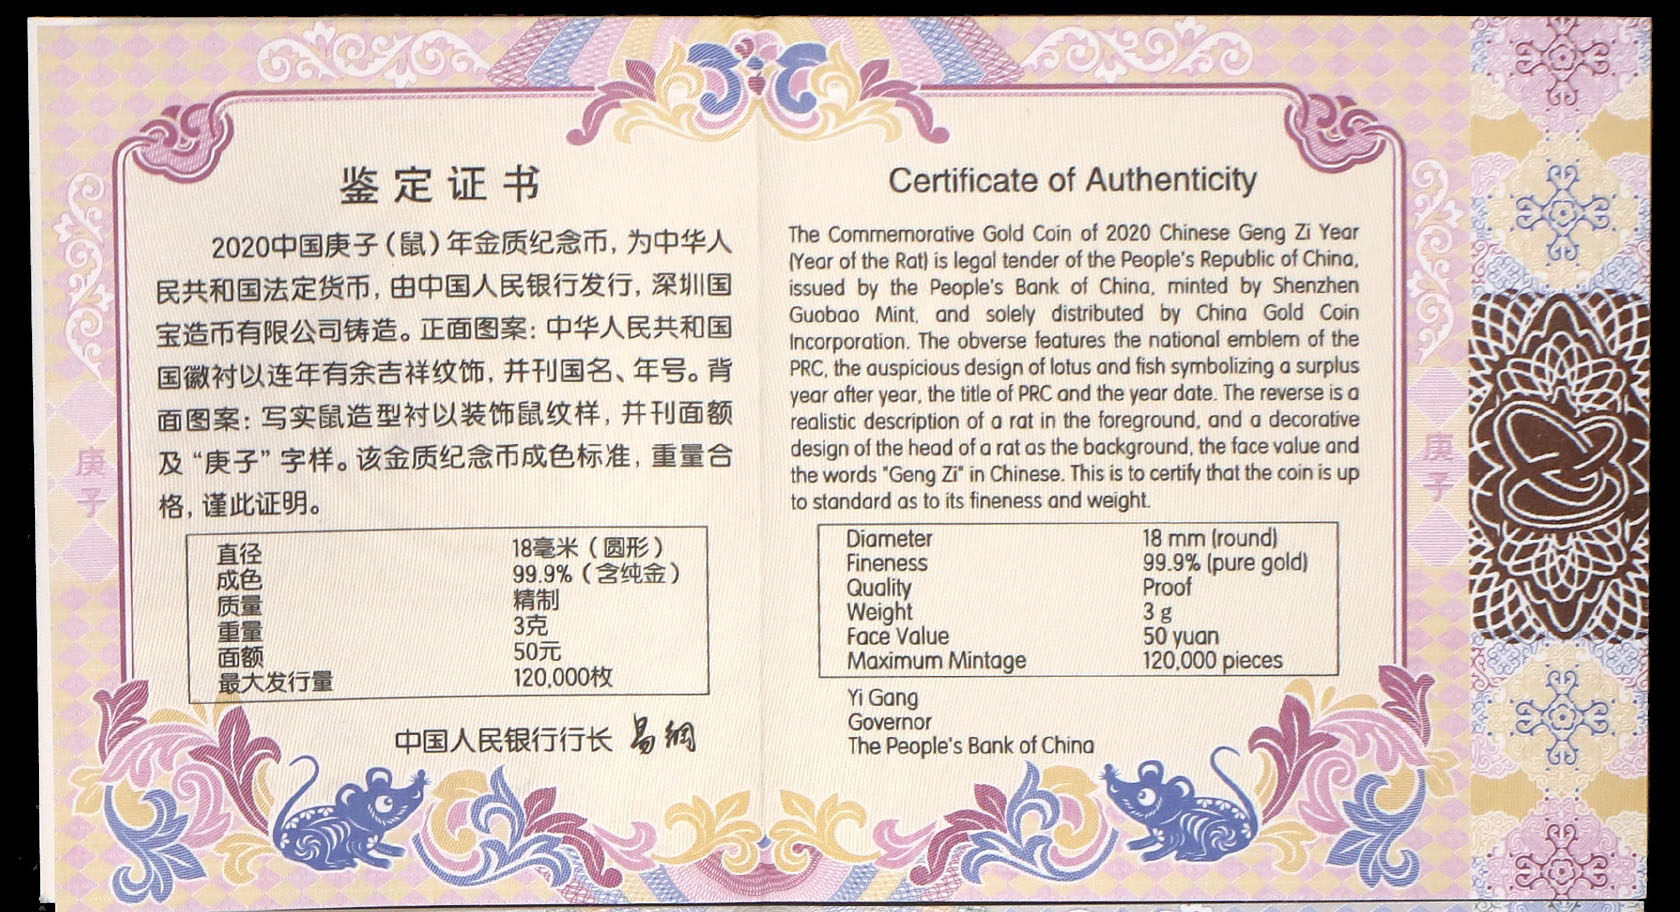 鉴定证书
2020中国庚子（鼠）年金质纪念币，为中华人
民共和国法定货币，由中国人民银行发行，深圳国
宝造币有限公司铸造。正面图案：中华人民共和国
国徽衬以连年有余吉祥纹饰，并刊国名、年号。背
面图案：写实鼠造型衬以装饰鼠纹样，并刊面额
及“庚子”字样。该金质纪念币成色标准，重量合
格，谨此证明。
直径 18毫米（圆形）
成色 99.9%（含纯金）
质量 精制
重量 3克
面额 50元
最大发行量 120,000枚
中国人民银行行长 易纲
庚子
Certificate of Authenticity
The Commemorative Gold Coin of 2020 Chinese Geng Zi Year
(Year of the Rat) is legal tender of the People's Republic of China,
issued by the People's Bank of China, minted by Shenzhen
Guobao Mint, and solely distributed by China Gold Coin
Incorporation. The obverse features the national emblem of the
PRC, the auspicious design of lotus and fish symbolizing a surplus
year after year, the title of PRC and the year date. The reverse is a
realistic description of a rat in the foreground, and a decorative
design of the head of a rat as the background, the face value and
the words "Geng Zi" in Chinese. This is to certify that the coin is up
to standard as to its fineness and weight.
Diameter 18 mm (round)
Fineness 99.9% (pure gold)
Quality Proof
Weight 3 g
Face Value 50 yuan
Maximum Mintage 120,000 pieces
Yi Gang
Governor
The People's Bank of China
庚子